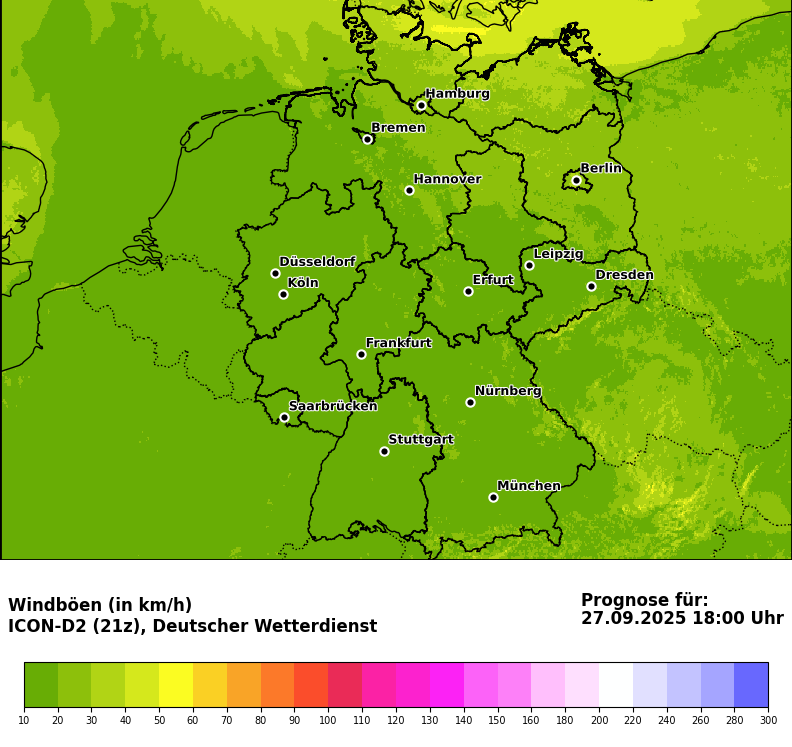 Hamburg
Bremen
Berlin
Hannover
Leipzig
Düsseldorf
Dresden
Köln
Erfurt
Frankfurt
Nürnberg
Saarbrücken
Stuttgart
München
Windböen (in km/h)
ICON-D2 (21z), Deutscher Wetterdienst
Prognose für:
27.09.2025 18:00 Uhr
10 20 30 40 50 60 70 80 90 100 110 120 130 140 150 160 180 200 220 240 260 280 300